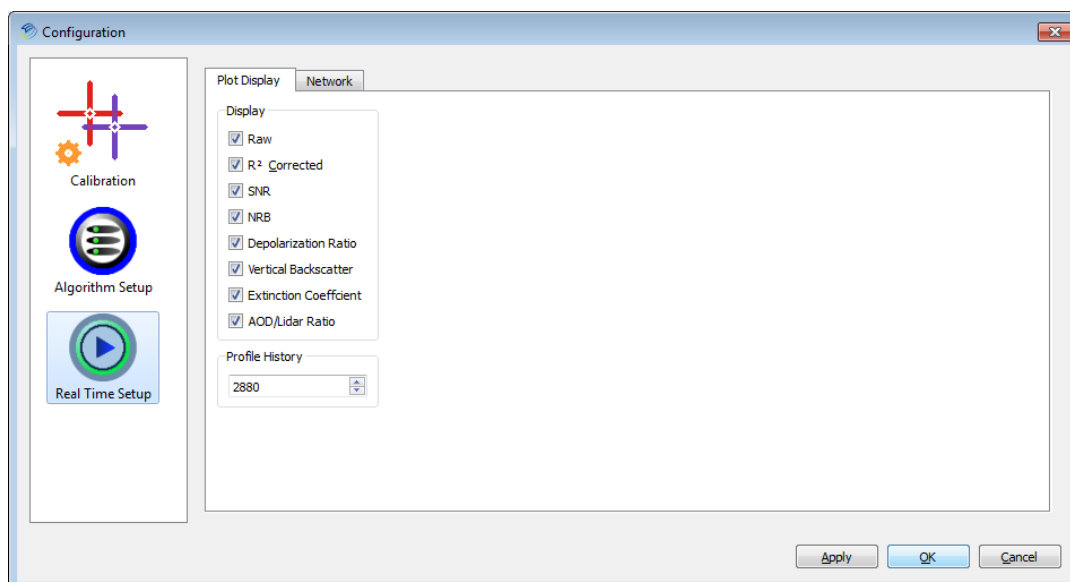 Configuration
Calibration
Algorithm Setup
Real Time Setup
Plot Display Network
Display
Raw
R² Corrected
SNR
NRB
Depolarization Ratio
Vertical Backscatter
Extinction Coeffcient
AOD/Lidar Ratio
Profile History
2880
Apply OK Cancel